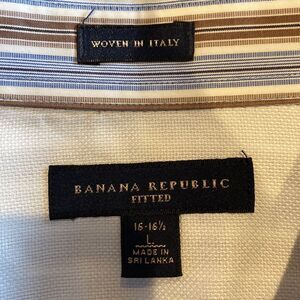 WOVEN IN ITALY
BANANA REPUBLIC
FITTED
16-16½
L
MADE IN
SRI LANKA